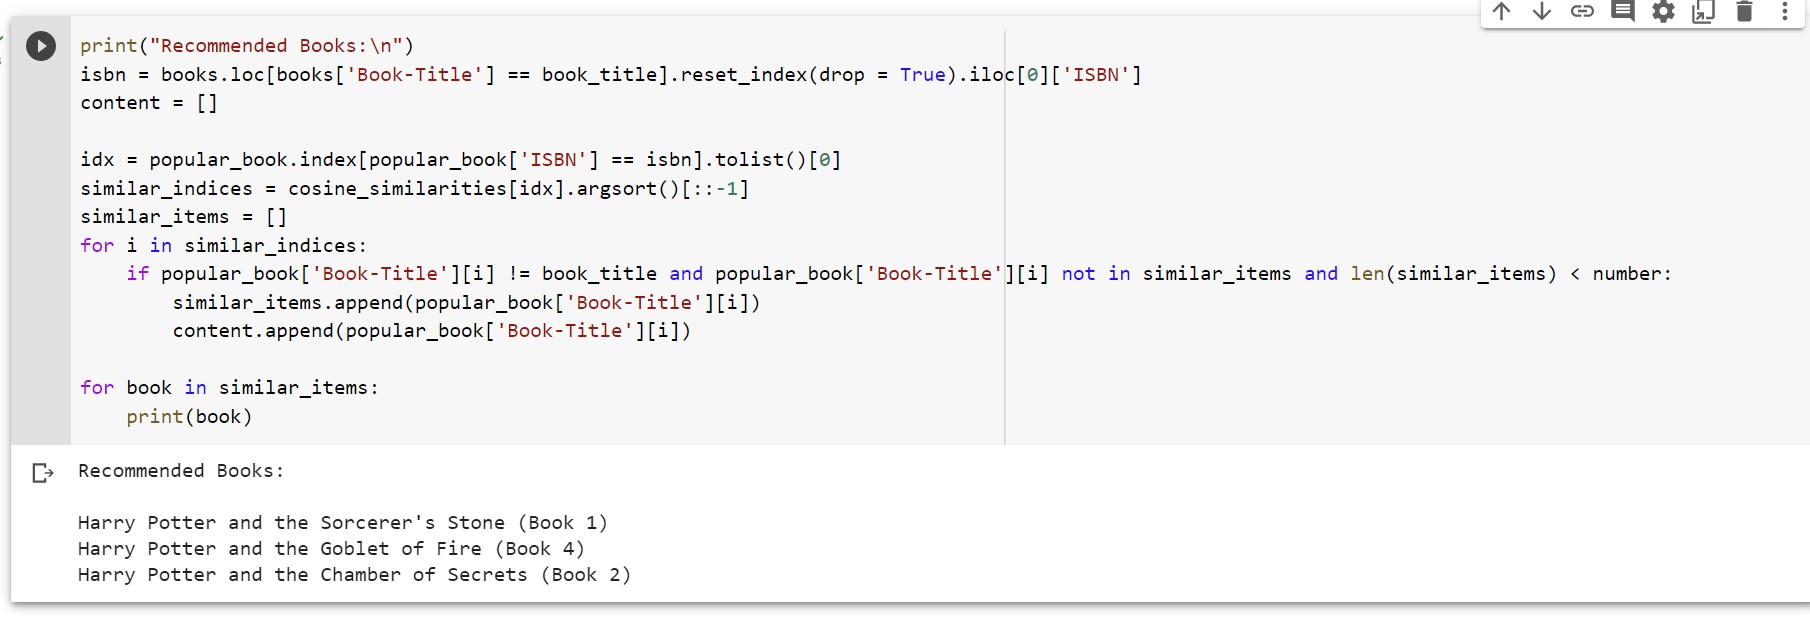 print("Recommended Books:\n")
isbn = books.loc[books['Book-Title'] == book_title].reset_index(drop = True).iloc[0]['ISBN']
content = []

idx = popular_book.index[popular_book['ISBN'] == isbn].tolist()[0]
similar_indices = cosine_similarities[idx].argsort()[::-1]
similar_items = []
for i in similar_indices:
    if popular_book['Book-Title'][i] != book_title and popular_book['Book-Title'][i] not in similar_items and len(similar_items) < number:
        similar_items.append(popular_book['Book-Title'][i])
        content.append(popular_book['Book-Title'][i])

for book in similar_items:
    print(book)
Recommended Books:

Harry Potter and the Sorcerer's Stone (Book 1)
Harry Potter and the Goblet of Fire (Book 4)
Harry Potter and the Chamber of Secrets (Book 2)